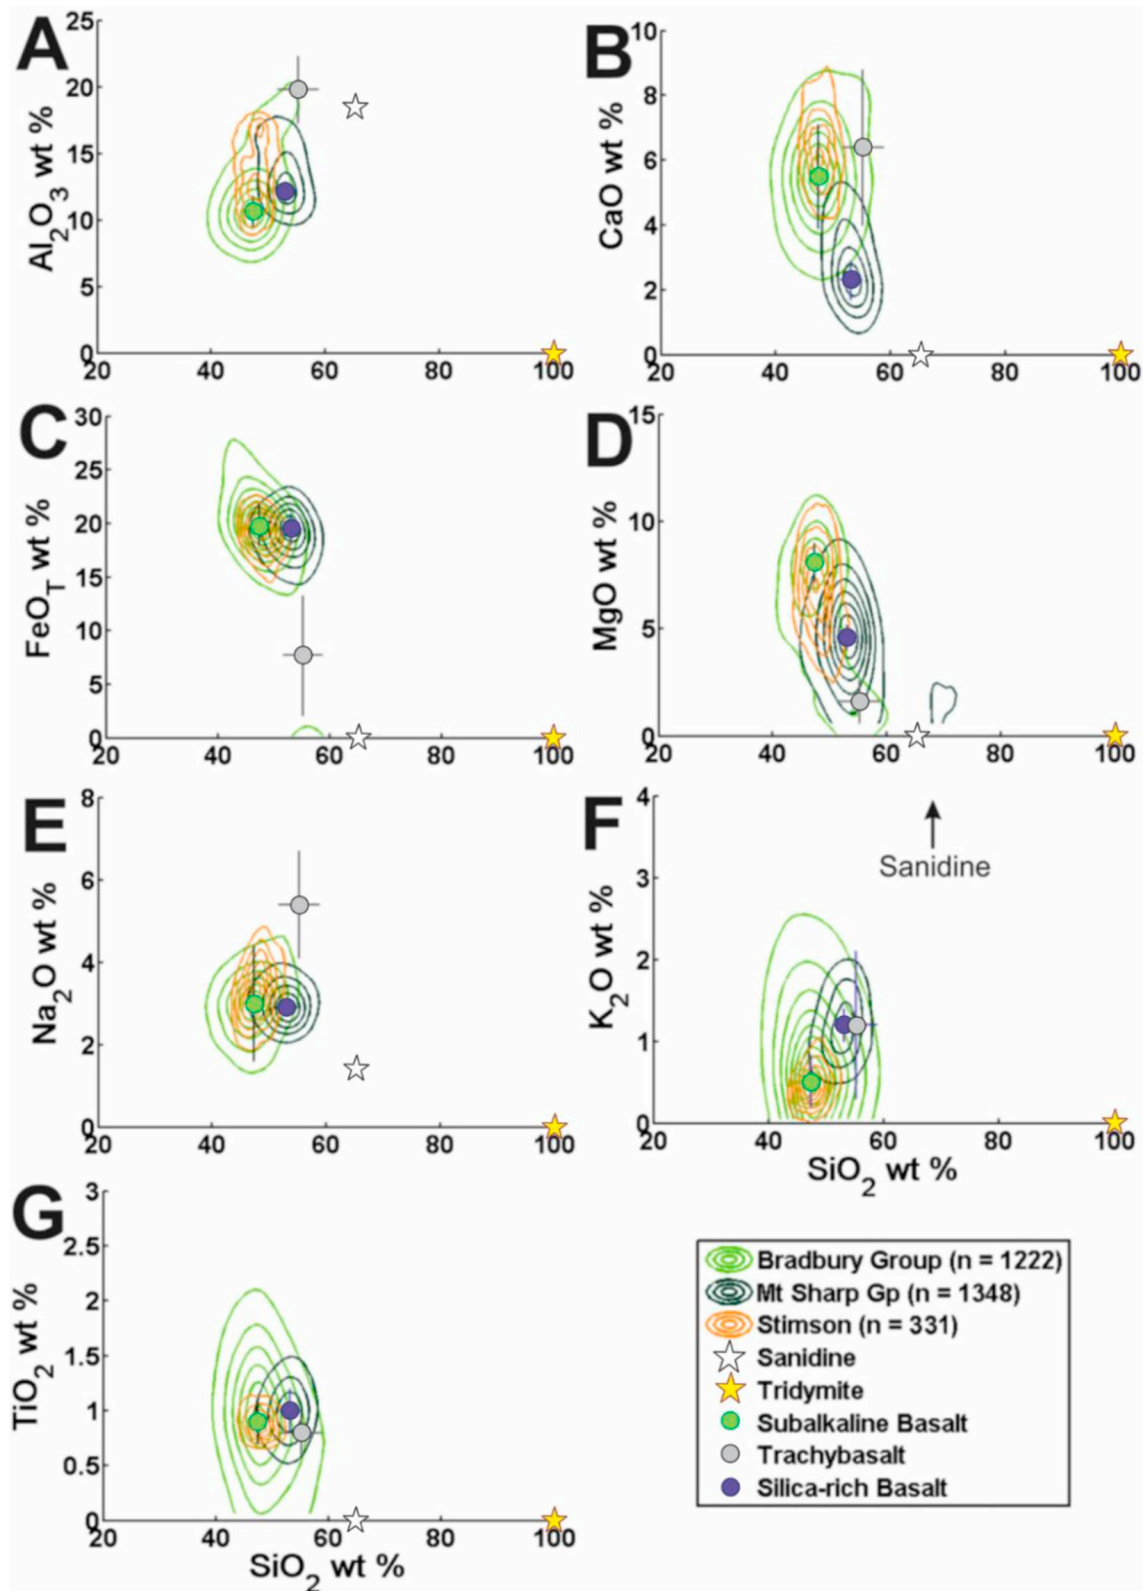 A
Al2O3 wt %
25
20
15
10
5
0
20 40 60 80 100
B
CaO wt %
10
8
6
4
2
0
20 40 60 80 100
C
FeOT wt %
30
25
20
15
10
5
0
20 40 60 80 100
D
MgO wt %
15
10
5
0
20 40 60 80 100
E
Na2O wt %
8
6
4
2
0
20 40 60 80 100
F
K2O wt %
4
3
2
1
0
Sanidine
20 40 60 80 100
SiO2 wt %
G
TiO2 wt %
3
2.5
2
1.5
1
0.5
0
20 40 60 80 100
SiO2 wt %
Bradbury Group (n = 1222)
Mt Sharp Gp (n = 1348)
Stimson (n = 331)
Sanidine
Tridymite
Subalkaline Basalt
Trachybasalt
Silica-rich Basalt